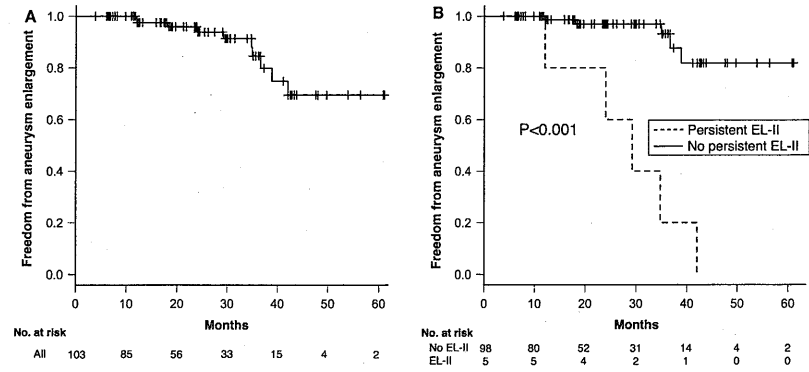 A
Freedom from aneurysm enlargement
1.0
0.8
0.6
0.4
0.2
0.0
0 10 20 30 40 50 60
Months
No. at risk
All 103 85 56 33 15 4 2
B
Freedom from aneurysm enlargement
1.0
0.8
0.6
0.4
0.2
0.0
P<0.001
Persistent EL-II
No persistent EL-II
0 10 20 30 40 50 60
Months
No. at risk
No EL-II 98 80 52 31 14 4 2
EL-II 5 5 4 2 1 0 0